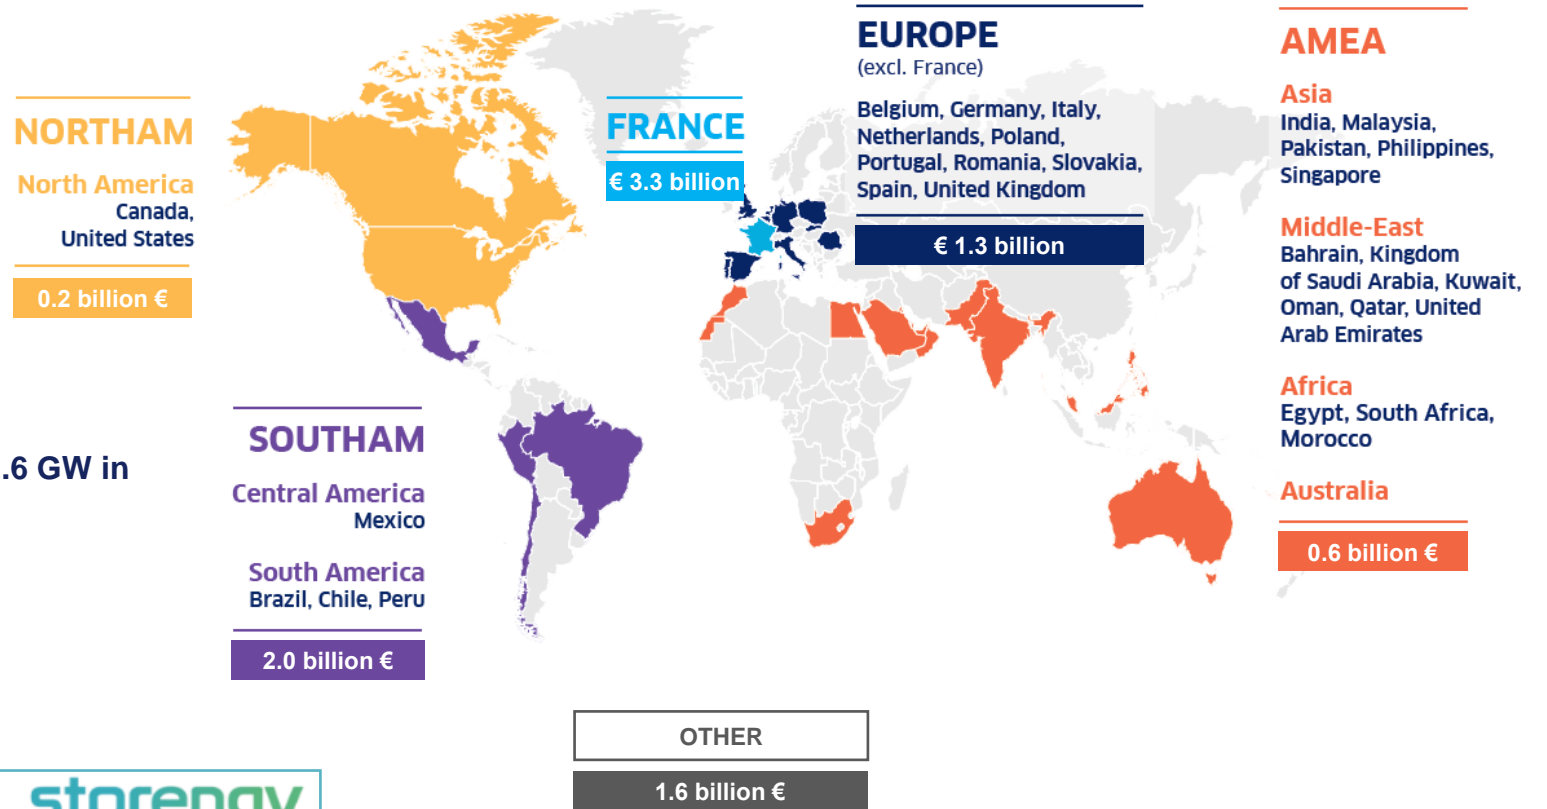 NORTHAM
North America
Canada,
United States
0.2 billion €
FRANCE
€ 3.3 billion
EUROPE
(excl. France)
Belgium, Germany, Italy,
Netherlands, Poland,
Portugal, Romania, Slovakia,
Spain, United Kingdom
€ 1.3 billion
AMEA
Asia
India, Malaysia,
Pakistan, Philippines,
Singapore
Middle-East
Bahrain, Kingdom
of Saudi Arabia, Kuwait,
Oman, Qatar, United
Arab Emirates
Africa
Egypt, South Africa,
Morocco
Australia
0.6 billion €
SOUTHAM
Central America
Mexico
South America
Brazil, Chile, Peru
2.0 billion €
.6 GW in
OTHER
1.6 billion €
storengy